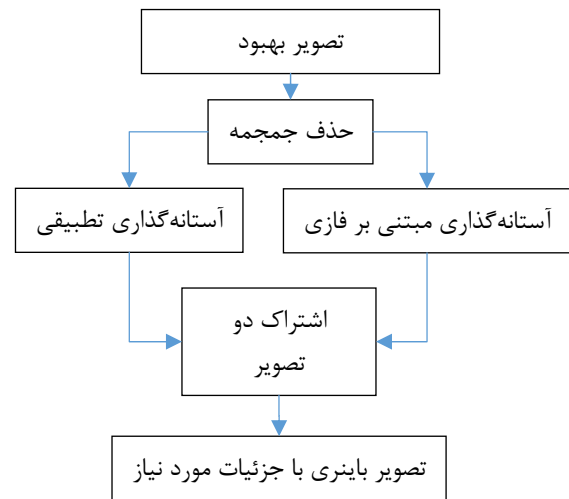 تصویر بهبود
حذف جمجمه
آستانه‌گذاری مبتنی بر فازی
آستانه‌گذاری تطبیقی
اشتراک دو
تصویر
تصویر باینری با جزئیات مورد نیاز